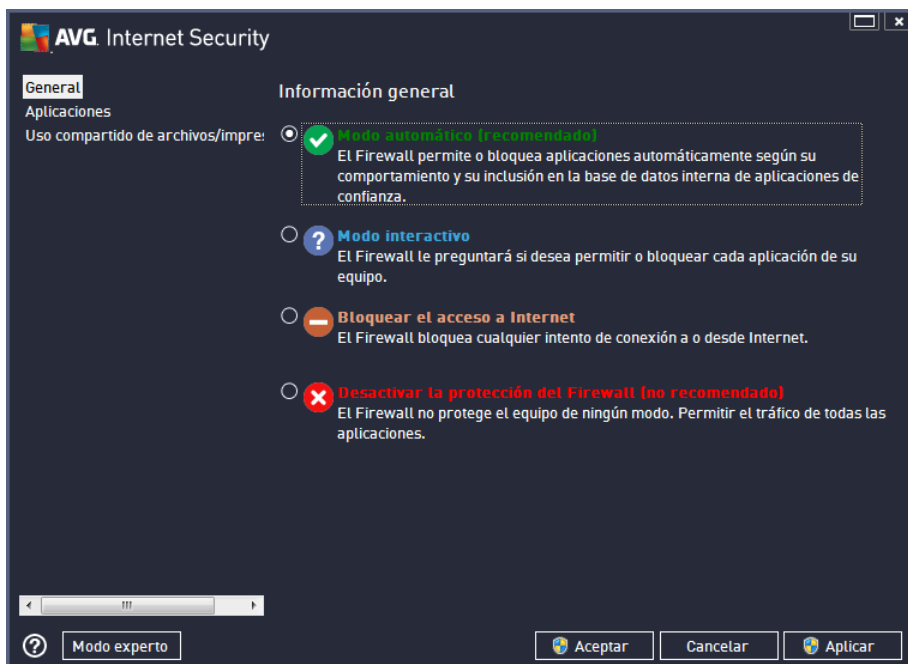 AVG. Internet Security
General
Aplicaciones
Uso compartido de archivos/impre:
Información general
Modo automático (recomendado)
El Firewall permite o bloquea aplicaciones automáticamente según su
comportamiento y su inclusión en la base de datos interna de aplicaciones de
confianza.
Modo interactivo
El Firewall le preguntará si desea permitir o bloquear cada aplicación de su
equipo.
Bloquear el acceso a Internet
El Firewall bloquea cualquier intento de conexión a o desde Internet.
Desactivar la protección del Firewall (no recomendado)
El Firewall no protege el equipo de ningún modo. Permitir el tráfico de todas las
aplicaciones.
Modo experto
Aceptar
Cancelar
Aplicar